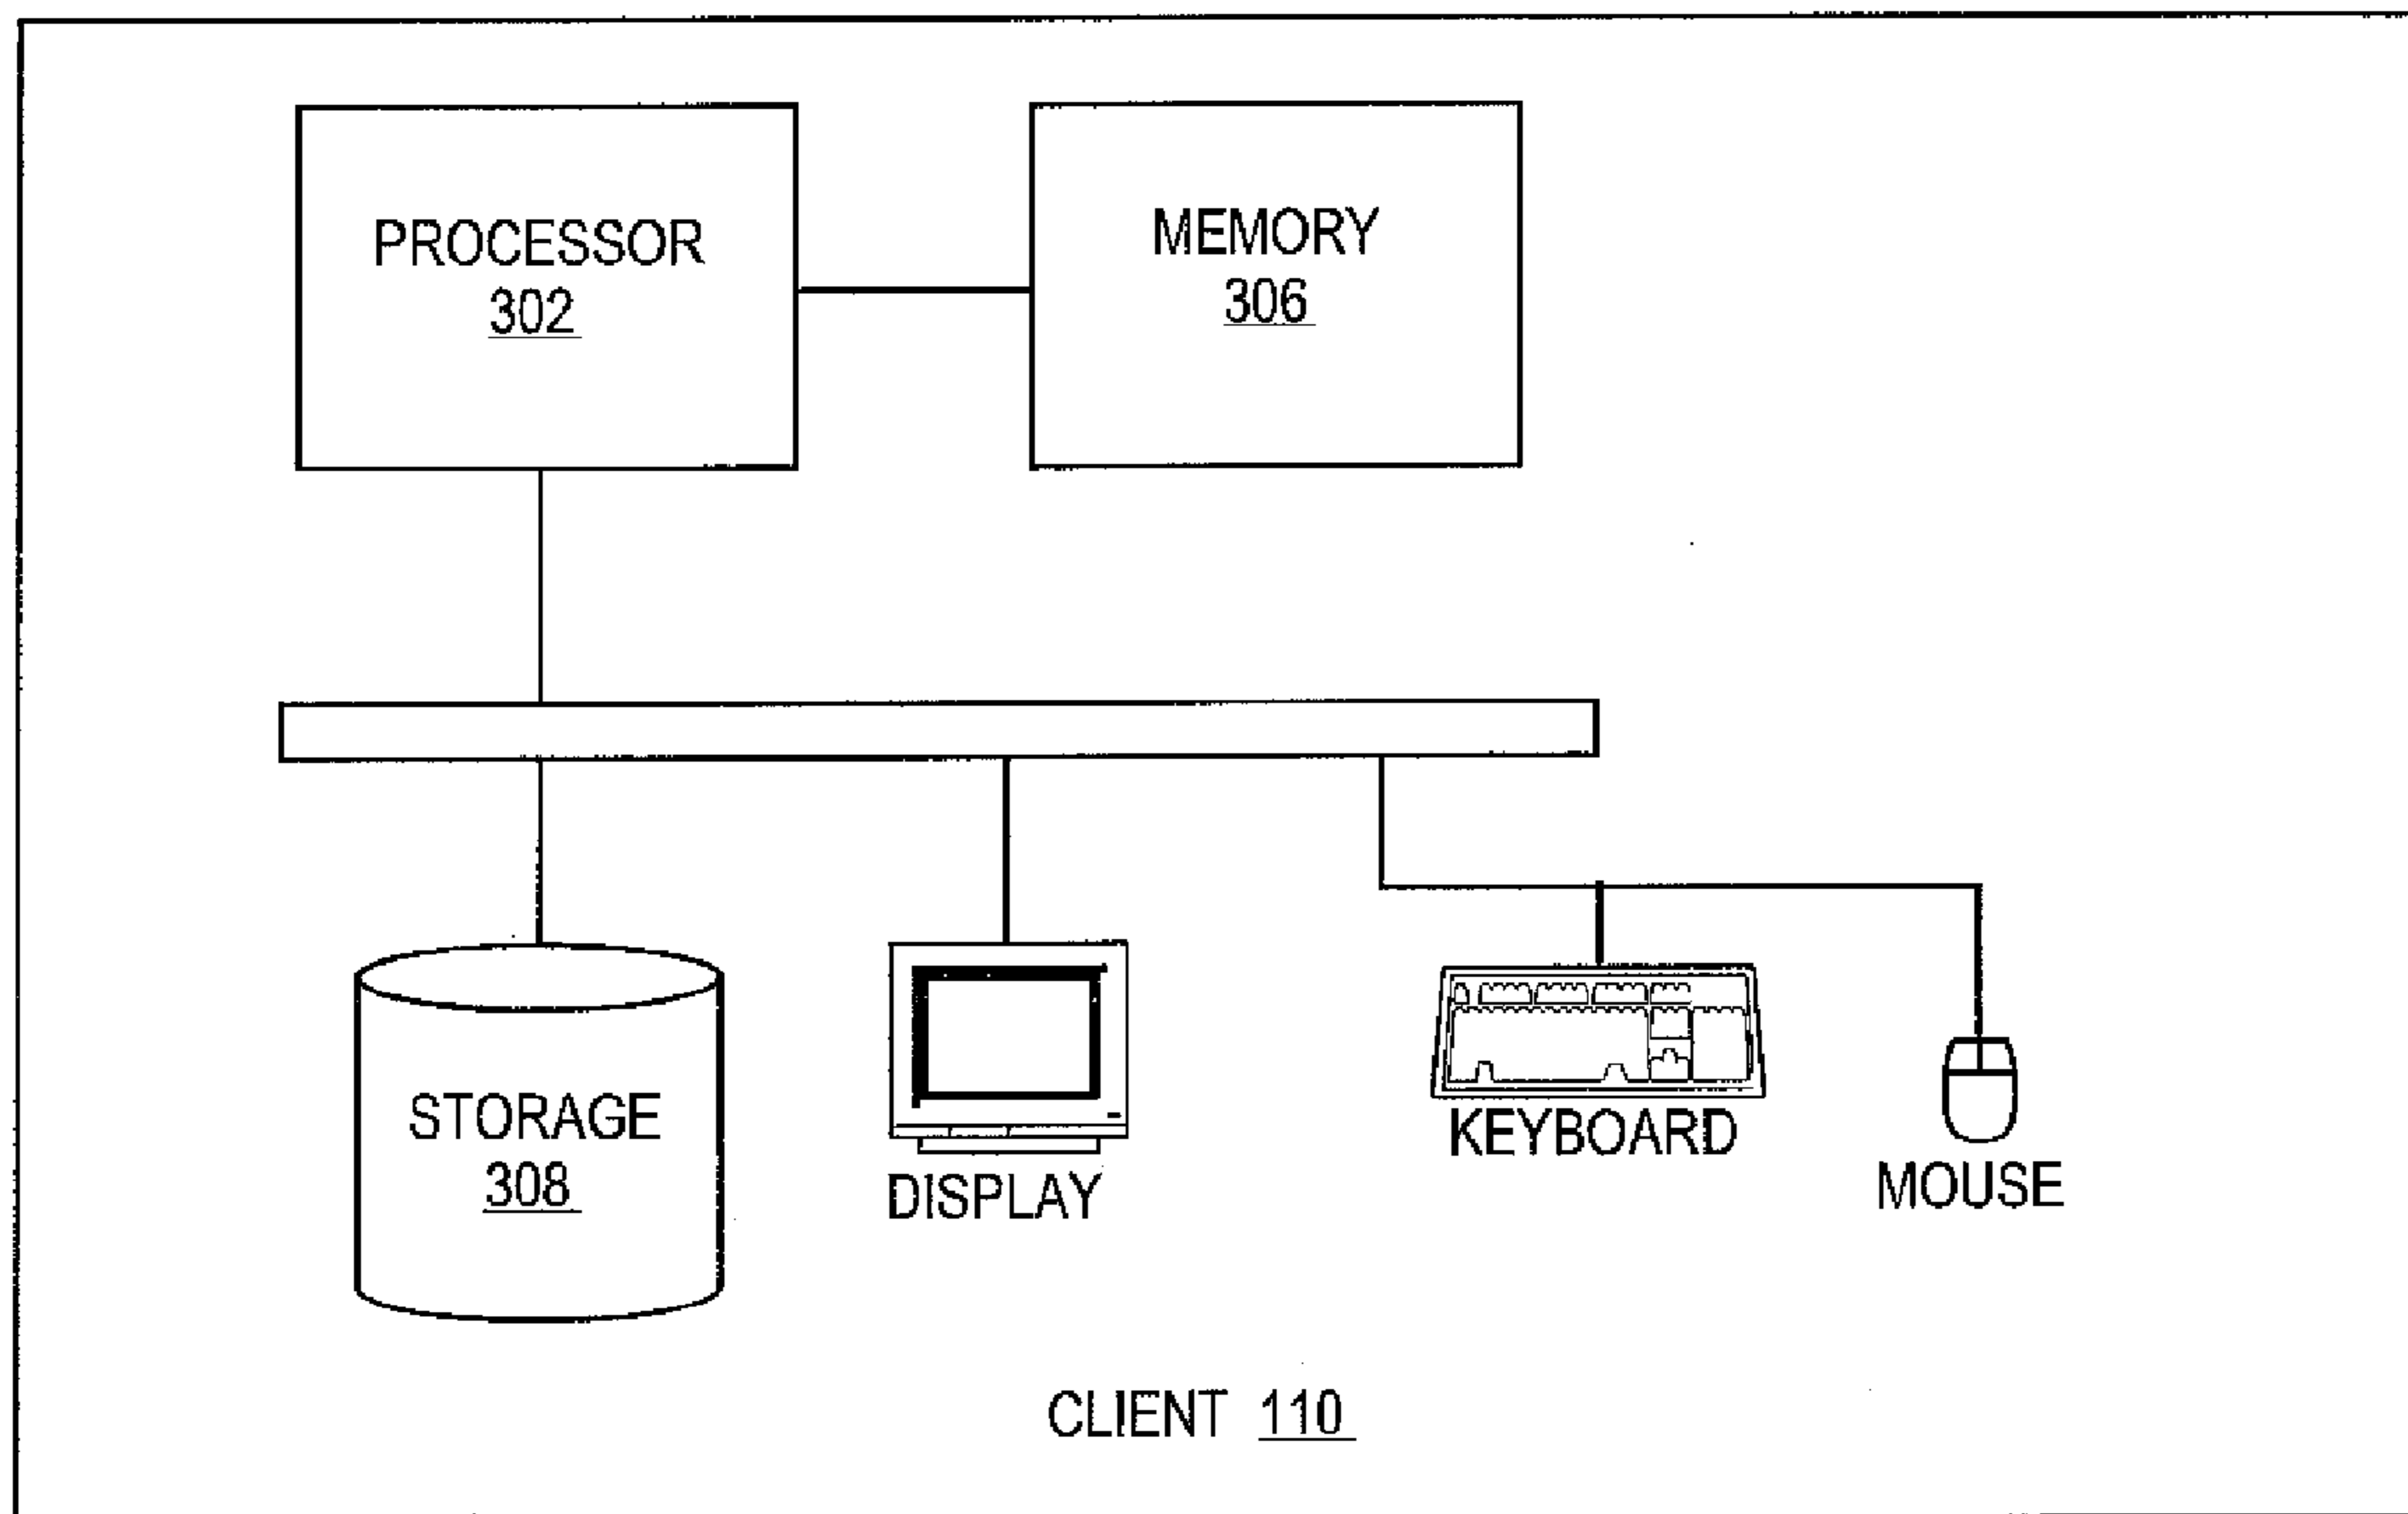 PROCESSOR
302
MEMORY
306
STORAGE
308
DISPLAY
KEYBOARD
MOUSE
CLIENT 110